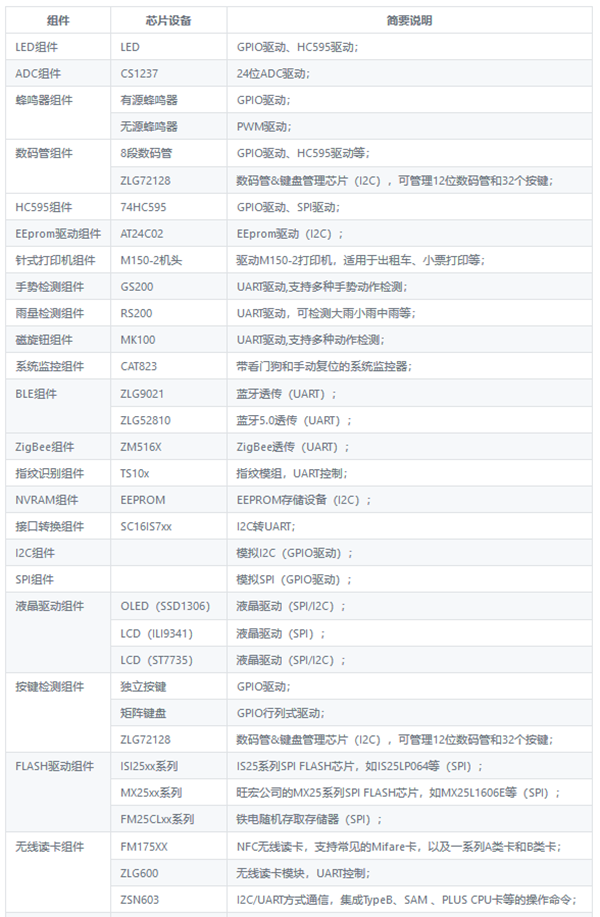 组件 芯片设备 简要说明
LED组件 LED GPIO驱动、HC595驱动；
ADC组件 CS1237 24位ADC驱动；
蜂鸣器组件 有源蜂鸣器 GPIO驱动；
无源蜂鸣器 PWM驱动；
数码管组件 8段数码管 GPIO驱动、HC595驱动等；
ZLG72128 数码管&键盘管理芯片（I2C），可管理12位数码管和32个按键；
HC595组件 74HC595 GPIO驱动、SPI驱动；
EEprom驱动组件 AT24C02 EEprom驱动（I2C）；
针式打印机组件 M150-2机头 驱动M150-2打印机，适用于出租车、小票打印等；
手势检测组件 GS200 UART驱动,支持多种手势动作检测；
雨量检测组件 RS200 UART驱动，可检测大雨小雨中雨等；
磁旋钮组件 MK100 UART驱动,支持多种动作检测；
系统监控组件 CAT823 带看门狗和手动复位的系统监控器；
BLE组件 ZLG9021 蓝牙透传（UART）；
ZLG52810 蓝牙5.0透传（UART）；
ZigBee组件 ZM516X ZigBee透传（UART）；
指纹识别组件 TS10x 指纹模组，UART控制；
NVRAM组件 EEPROM EEPROM存储设备（I2C）；
接口转换组件 SC16IS7xx I2C转UART；
I2C组件 模拟I2C（GPIO驱动）；
SPI组件 模拟SPI（GPIO驱动）；
液晶驱动组件 OLED（SSD1306） 液晶驱动（SPI/I2C）；
LCD（ILI9341） 液晶驱动（SPI）；
LCD（ST7735） 液晶驱动（SPI/I2C）；
按键检测组件 独立按键 GPIO驱动；
矩阵键盘 GPIO行列式驱动；
ZLG72128 数码管&键盘管理芯片（I2C），可管理12位数码管和32个按键；
FLASH驱动组件 ISI25xx系列 IS25系列SPI FLASH芯片，如IS25LP064等（SPI）；
MX25xx系列 旺宏公司的MX25系列SPI FLASH芯片，如MX25L1606E等（SPI）；
FM25CLxx系列 铁电随机存取存储器（SPI）；
无线读卡组件 FM175XX NFC无线读卡，支持常见的Mifare卡，以及一系列A类卡和B类卡；
ZLG600 无线读卡模块，UART控制；
ZSN603 I2C/UART方式通信，集成TypeB、SAM 、PLUS CPU卡等的操作命令；